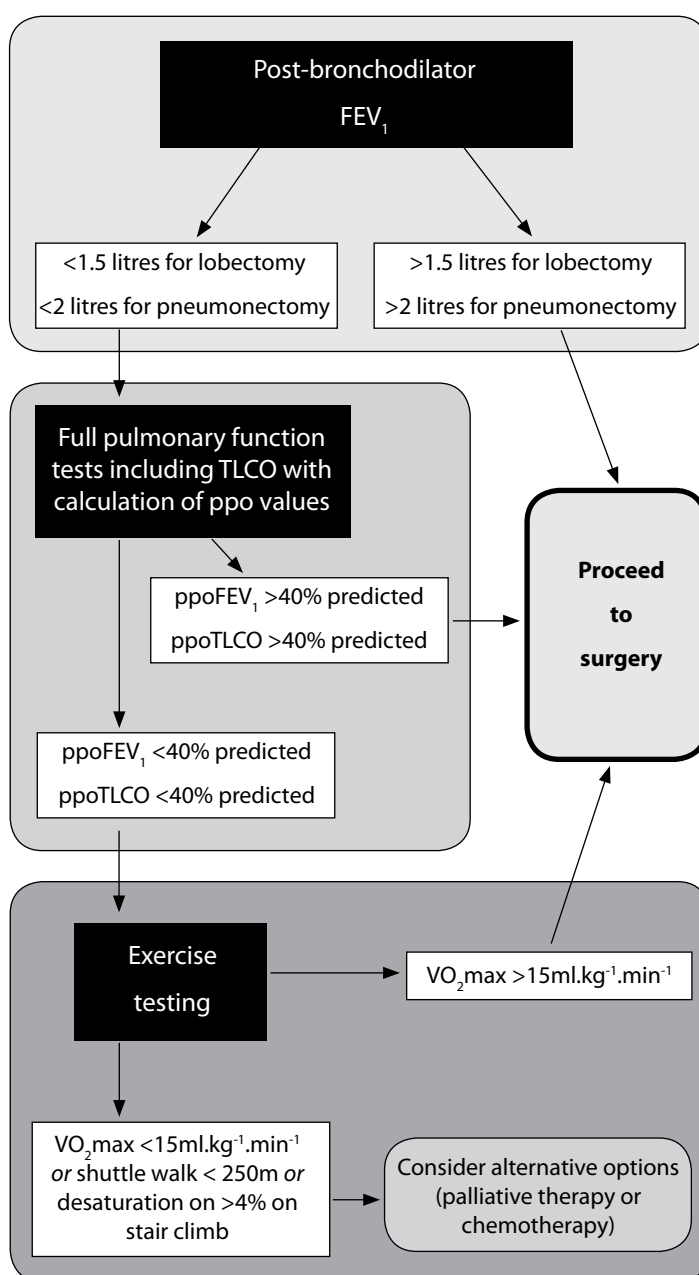 Post-bronchodilator
FEV₁
<1.5 litres for lobectomy
<2 litres for pneumonectomy
>1.5 litres for lobectomy
>2 litres for pneumonectomy
Full pulmonary function
tests including TLCO with
calculation of ppo values
ppoFEV₁ >40% predicted
ppoTLCO >40% predicted
Proceed
to
surgery
ppoFEV₁ <40% predicted
ppoTLCO <40% predicted
Exercise
testing
VO₂max >15ml.kg⁻¹.min⁻¹
VO₂max <15ml.kg⁻¹.min⁻¹
or shuttle walk < 250m or
desaturation on >4% on
stair climb
Consider alternative options
(palliative therapy or
chemotherapy)